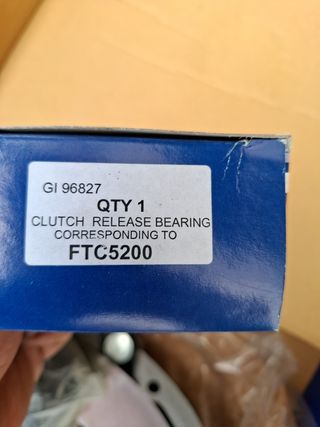 GI 96827
QTY 1
CLUTCH RELEASE BEARING
CORRESPONDING TO
FTC5200